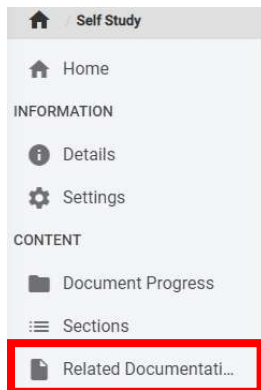 / Self Study
Home
INFORMATION
Details
Settings
CONTENT
Document Progress
Sections
Related Documentati...